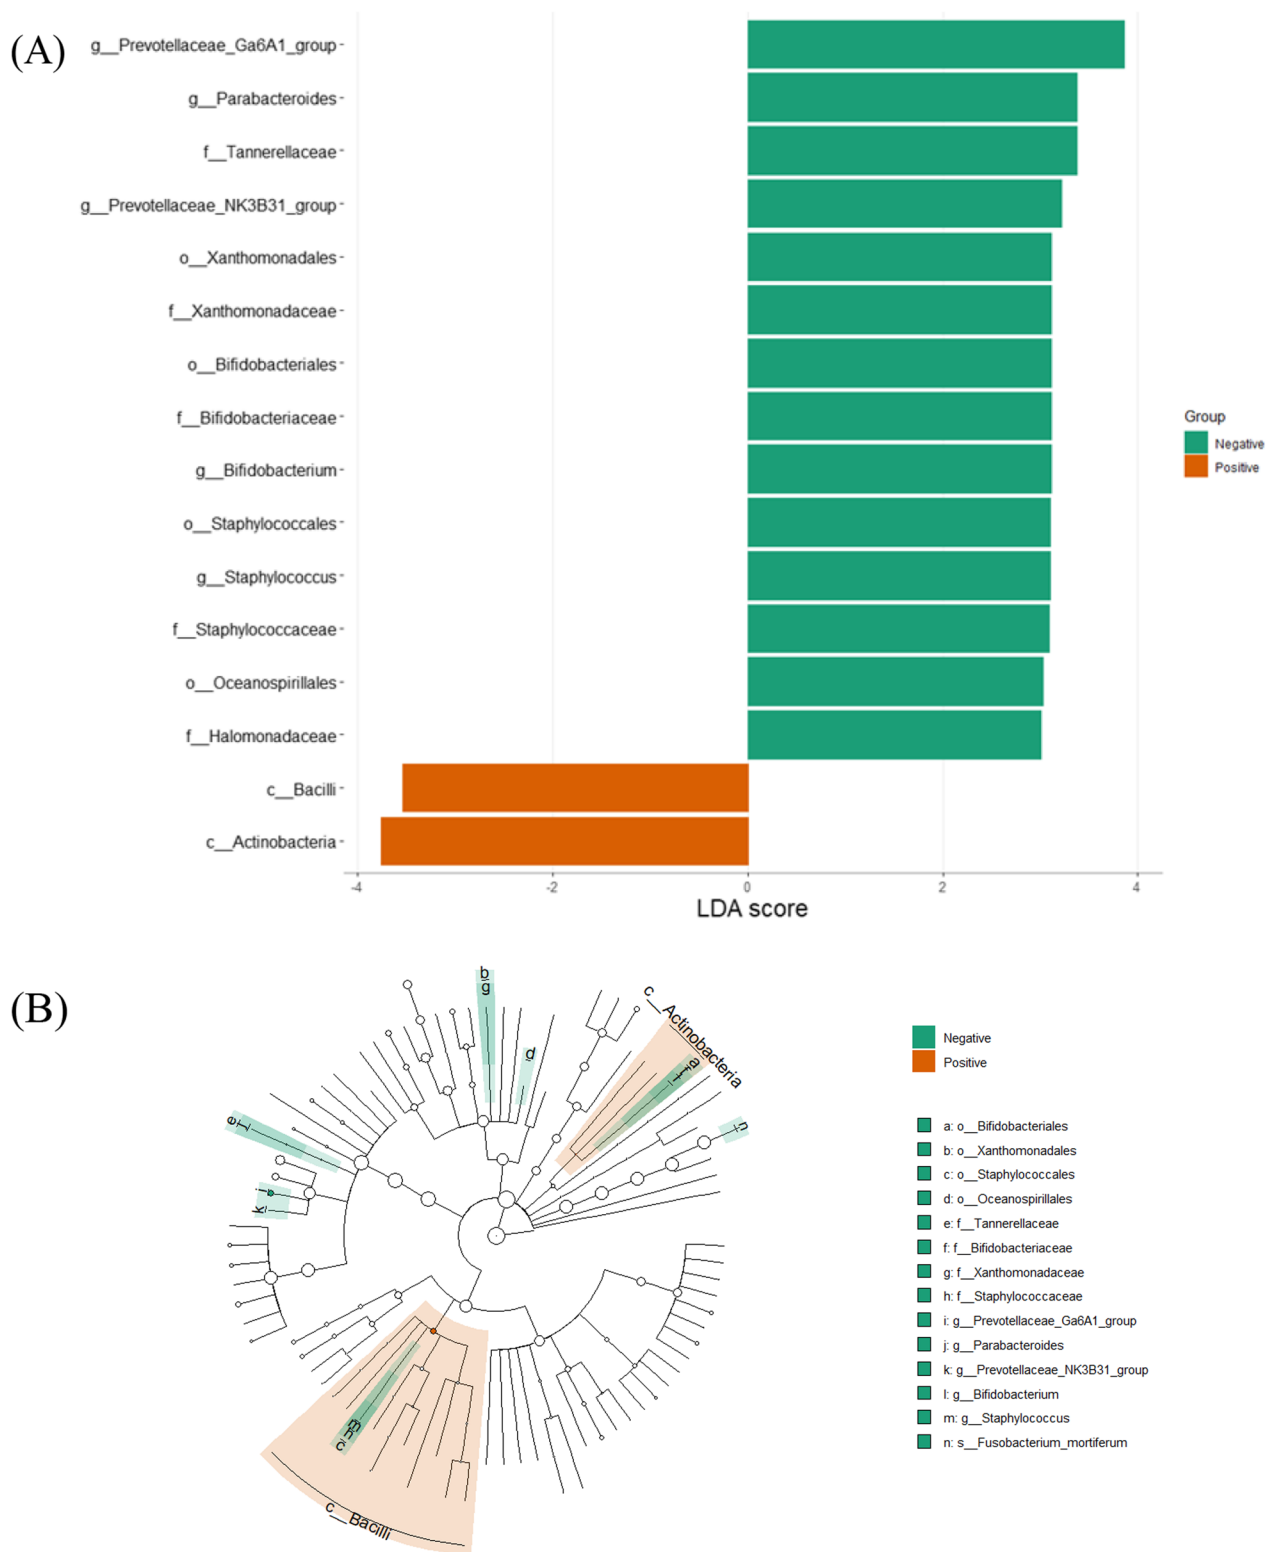 (A)
g__Prevotellaceae_Ga6A1_group
g__Parabacteroides
f__Tannerellaceae
g__Prevotellaceae_NK3B31_group
o__Xanthomonadales
f__Xanthomonadaceae
o__Bifidobacteriales
f__Bifidobacteriaceae
g__Bifidobacterium
o__Staphylococcales
g__Staphylococcus
f__Staphylococcaceae
o__Oceanospirillales
f__Halomonadaceae
c__Bacilli
c__Actinobacteria
-4 -2 0 2 4
LDA score
Group
Negative
Positive
(B)
b
g
d
c__Actinobacteria
a
f
l
n
e
j
i
k
m
h
c
c__Bacilli
Negative
Positive
a: o__Bifidobacteriales
b: o__Xanthomonadales
c: o__Staphylococcales
d: o__Oceanospirillales
e: f__Tannerellaceae
f: f__Bifidobacteriaceae
g: f__Xanthomonadaceae
h: f__Staphylococcaceae
i: g__Prevotellaceae_Ga6A1_group
j: g__Parabacteroides
k: g__Prevotellaceae_NK3B31_group
l: g__Bifidobacterium
m: g__Staphylococcus
n: s__Fusobacterium_mortiferum